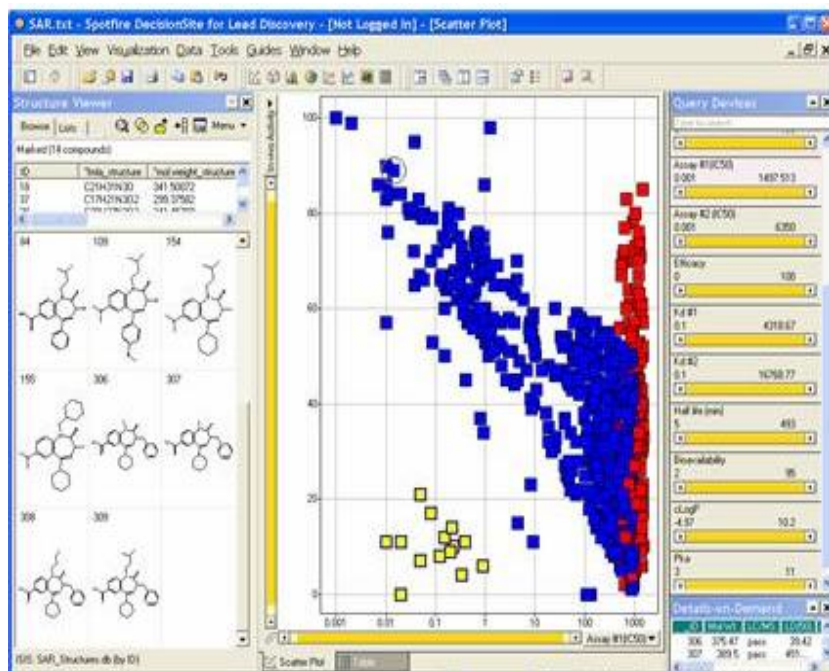 SAR.txt - Spotfire DecisionSite for Lead Discovery - [Not Logged In] - [Scatter Plot]
File Edit View Visualization Data Tools Guides Window Help
Structure Viewer
Browse Lists Menu
Marked (14 compounds)
ID
18 C21H31N3O 341.50072
37 C17H21N3O2 299.37582
84 109 154
155 306 307
308 309
ISIS: SAR_Structures.db (by ID)
100
80
60
40
20
0
0.001 0.01 0.1 1 10 100 1000
Assay #1(IC50)
Scatter Plot Table
Query Devices
Assay #1(IC50)
0.001 1497.513
Assay #2 (IC50)
0.001 6350
Efficacy
0 100
Kd #1
0.1 4318.67
Kd #2
0.1 16768.77
Half life (min)
5 493
Bioavailability
2 95
cLogP
-4.97 10.2
Pka
3 11
Details-on-Demand
306 375.47 pass 39.42
307 389.5 pass